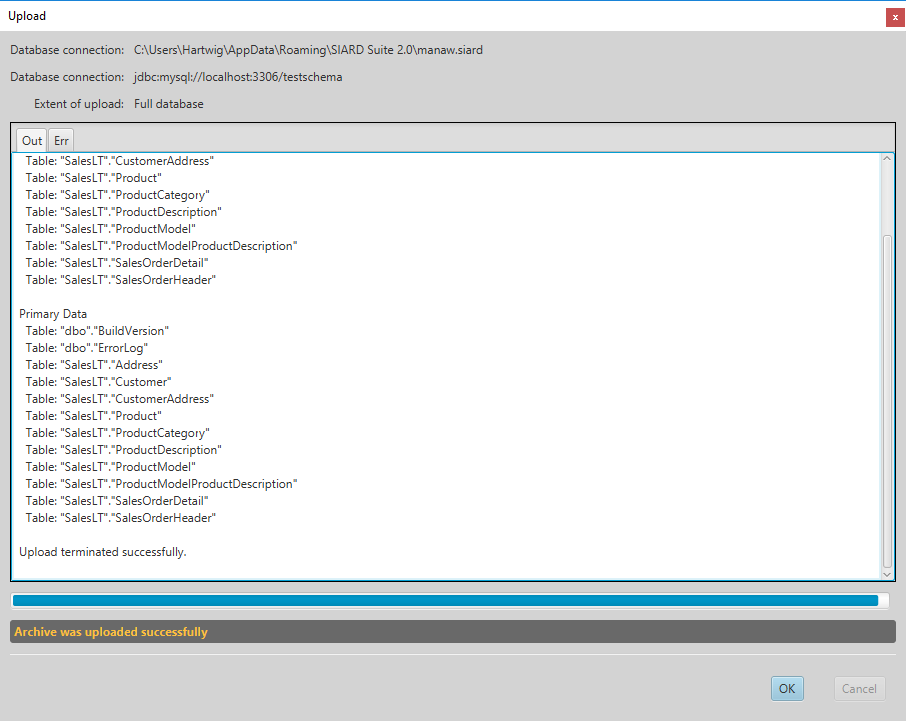 Upload
x
Database connection: C:\Users\Hartwig\AppData\Roaming\SIARD Suite 2.0\manaw.siard
Database connection: jdbc:mysql://localhost:3306/testschema
Extent of upload: Full database
Out Err
Table: "SalesLT"."CustomerAddress"
Table: "SalesLT"."Product"
Table: "SalesLT"."ProductCategory"
Table: "SalesLT"."ProductDescription"
Table: "SalesLT"."ProductModel"
Table: "SalesLT"."ProductModelProductDescription"
Table: "SalesLT"."SalesOrderDetail"
Table: "SalesLT"."SalesOrderHeader"
Primary Data
Table: "dbo"."BuildVersion"
Table: "dbo"."ErrorLog"
Table: "SalesLT"."Address"
Table: "SalesLT"."Customer"
Table: "SalesLT"."CustomerAddress"
Table: "SalesLT"."Product"
Table: "SalesLT"."ProductCategory"
Table: "SalesLT"."ProductDescription"
Table: "SalesLT"."ProductModel"
Table: "SalesLT"."ProductModelProductDescription"
Table: "SalesLT"."SalesOrderDetail"
Table: "SalesLT"."SalesOrderHeader"
Upload terminated successfully.
Archive was uploaded successfully
OK Cancel